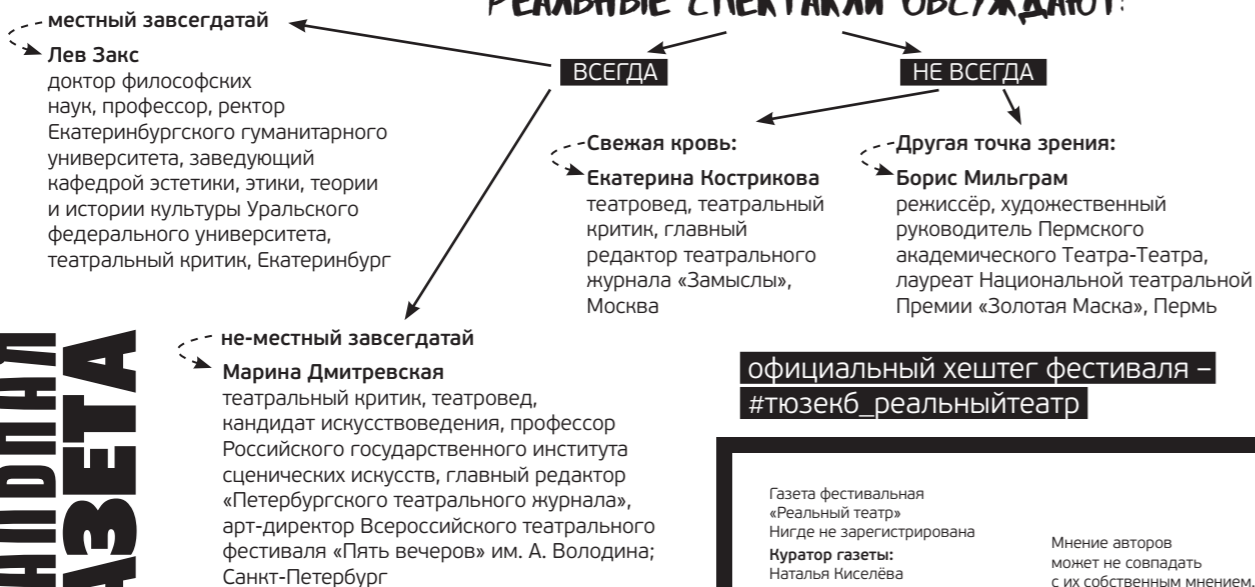 РЕАЛЬНЫЕ СПЕКТАКЛИ ОБСУЖДАЮТ:
ВСЕГДА
местный завсегдатай
Лев Закс
доктор философских
наук, профессор, ректор
Екатеринбургского гуманитарного
университета, заведующий
кафедрой эстетики, этики, теории
и истории культуры Уральского
федерального университета,
театральный критик, Екатеринбург
не-местный завсегдатай
Марина Дмитревская
театральный критик, театровед,
кандидат искусствоведения, профессор
Российского государственного института
сценических искусств, главный редактор
«Петербургского театрального журнала»,
арт-директор Всероссийского театрального
фестиваля «Пять вечеров» им. А. Володина;
Санкт-Петербург
НЕ ВСЕГДА
Свежая кровь:
Екатерина Кострикова
театровед, театральный
критик, главный
редактор театрального
журнала «Замыслы»,
Москва
Другая точка зрения:
Борис Мильграм
режиссёр, художественный
руководитель Пермского
академического Театра-Театра,
лауреат Национальной театральной
Премии «Золотая Маска», Пермь
официальный хештег фестиваля –
#тюзекб_реальныйтеатр
Газета фестивальная
«Реальный театр»
Нигде не зарегистрирована
Куратор газеты:
Наталья Киселёва
Мнение авторов
может не совпадать
с их собственным мнением.